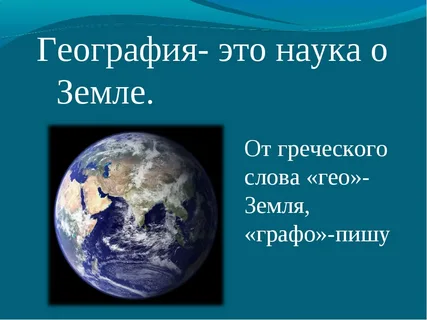 География- это наука о
Земле.
От греческого
слова «гео»-
Земля,
«графо»-пишу